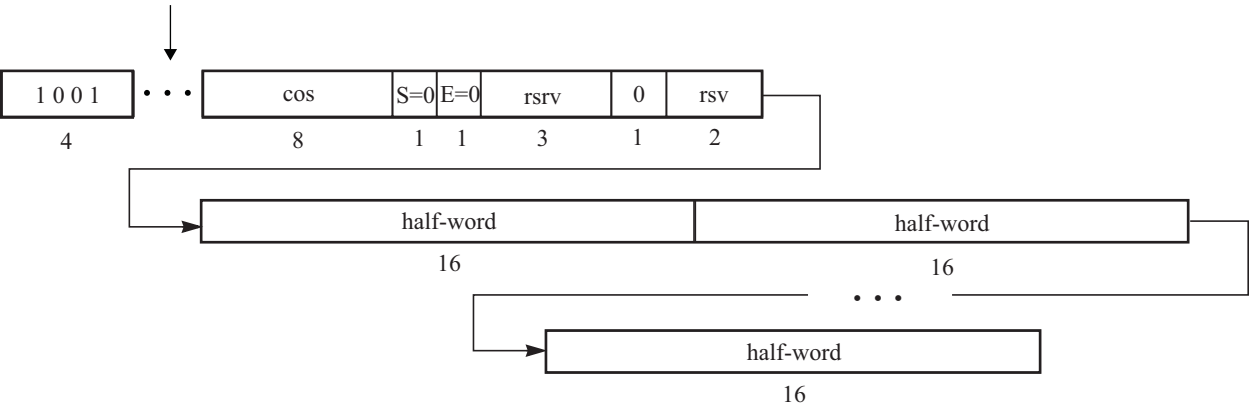 1 0 0 1 • • • cos S=0 E=0 rsrv 0 rsv
4 8 1 1 3 1 2
half-word half-word
16 16
• • •
half-word
16